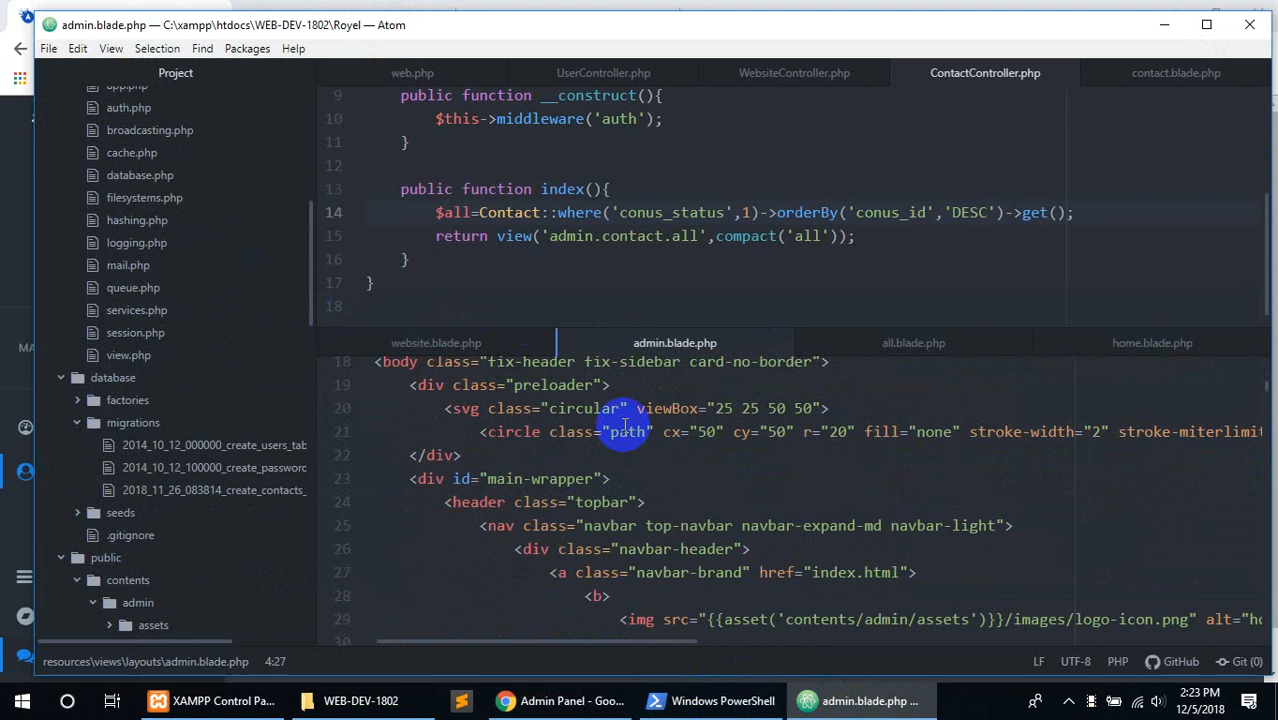 admin.blade.php — C:\xampp\htdocs\WEB-DEV-1802\Royel — Atom
File Edit View Selection Find Packages Help
Project
web.php UserController.php WebsiteController.php ContactController.php contact.blade.php
app.php
auth.php
broadcasting.php
cache.php
database.php
filesystems.php
hashing.php
logging.php
mail.php
queue.php
services.php
session.php
view.php
database
factories
migrations
2014_10_12_000000_create_users_tab
2014_10_12_100000_create_password
2018_11_26_083814_create_contacts_
seeds
.gitignore
public
contents
admin
assets
9 public function __construct(){
10 $this->middleware('auth');
11 }
12
13 public function index(){
14 $all=Contact::where('conus_status',1)->orderBy('conus_id','DESC')->get();
15 return view('admin.contact.all',compact('all'));
16 }
17 }
18
website.blade.php admin.blade.php all.blade.php home.blade.php
18 <body class="fix-header fix-sidebar card-no-border">
19 <div class="preloader">
20 <svg class="circular" viewBox="25 25 50 50">
21 <circle class="path" cx="50" cy="50" r="20" fill="none" stroke-width="2" stroke-miterlimit
22 </div>
23 <div id="main-wrapper">
24 <header class="topbar">
25 <nav class="navbar top-navbar navbar-expand-md navbar-light">
26 <div class="navbar-header">
27 <a class="navbar-brand" href="index.html">
28 <b>
29 <img src="{{asset('contents/admin/assets')}}/images/logo-icon.png" alt="ho
30
resources\views\layouts\admin.blade.php 4:27 LF UTF-8 PHP GitHub Git (0)
XAMPP Control Pa... WEB-DEV-1802 Admin Panel - Goo... Windows PowerShell admin.blade.php ... 2:23 PM
12/5/2018